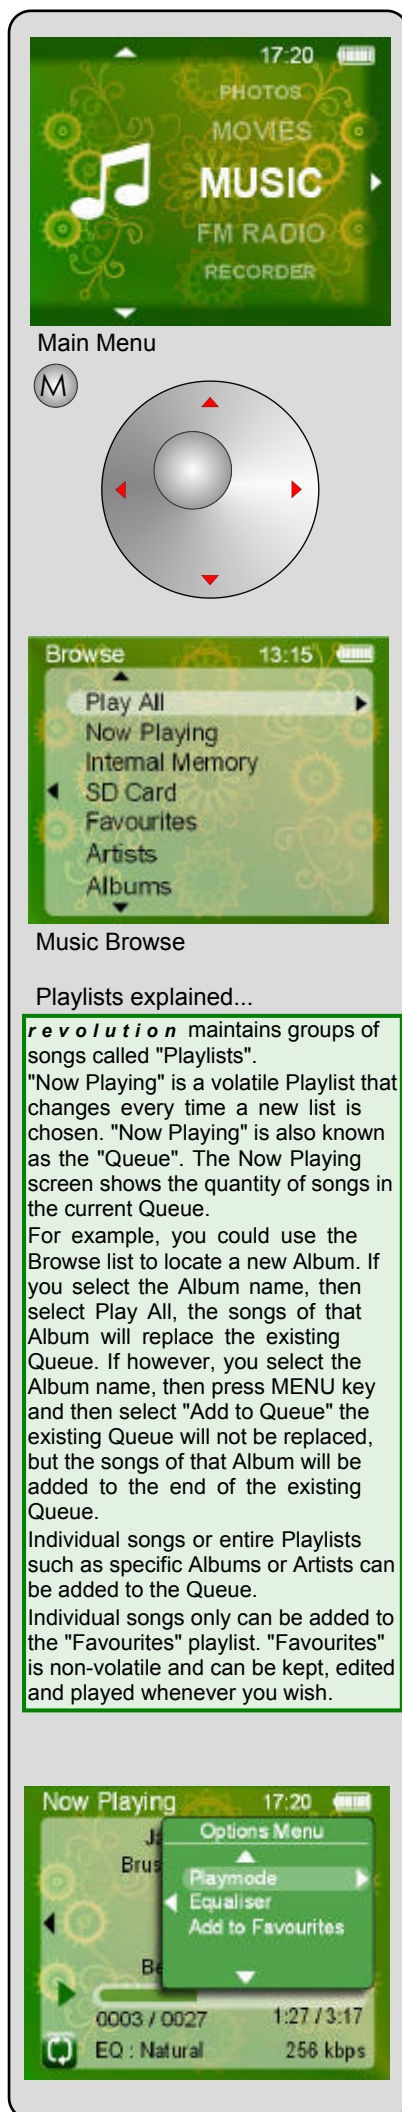 17:20
PHOTOS
MOVIES
MUSIC
FM RADIO
RECORDER
Main Menu
M
Browse 13:15
Play All
Now Playing
Internal Memory
SD Card
Favourites
Artists
Albums
Music Browse
Playlists explained...
revolution maintains groups of
songs called "Playlists".
"Now Playing" is a volatile Playlist that
changes every time a new list is
chosen. "Now Playing" is also known
as the "Queue". The Now Playing
screen shows the quantity of songs in
the current Queue.
For example, you could use the
Browse list to locate a new Album. If
you select the Album name, then
select Play All, the songs of that
Album will replace the existing
Queue. If however, you select the
Album name, then press MENU key
and then select "Add to Queue" the
existing Queue will not be replaced,
but the songs of that Album will be
added to the end of the existing
Queue.
Individual songs or entire Playlists
such as specific Albums or Artists can
be added to the Queue.
Individual songs only can be added to
the "Favourites" playlist. "Favourites"
is non-volatile and can be kept, edited
and played whenever you wish.
Now Playing 17:20
Options Menu
Playmode
Equaliser
Add to Favourites
Brus
Be
0003 / 0027 1:27 / 3:17
EQ : Natural 256 kbps